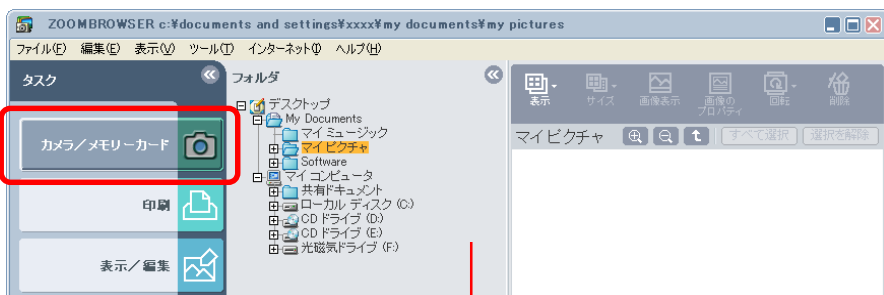 ZOOMBROWSER c:¥documents and settings¥xxxx¥my documents¥my pictures
ファイル(F) 編集(E) 表示(V) ツール(T) インターネット(I) ヘルプ(H)
タスク
フォルダ
カメラ／メモリーカード
印刷
表示／編集
デスクトップ
My Documents
マイ ミュージック
マイ ピクチャ
Software
マイ コンピュータ
共有ドキュメント
ローカル ディスク (C:)
CD ドライブ (D:)
CD ドライブ (E:)
光磁気ドライブ (F:)
表示 サイズ 画像表示 画像の 回転 削除
プロパティ
マイ ピクチャ すべて選択 選択を解除